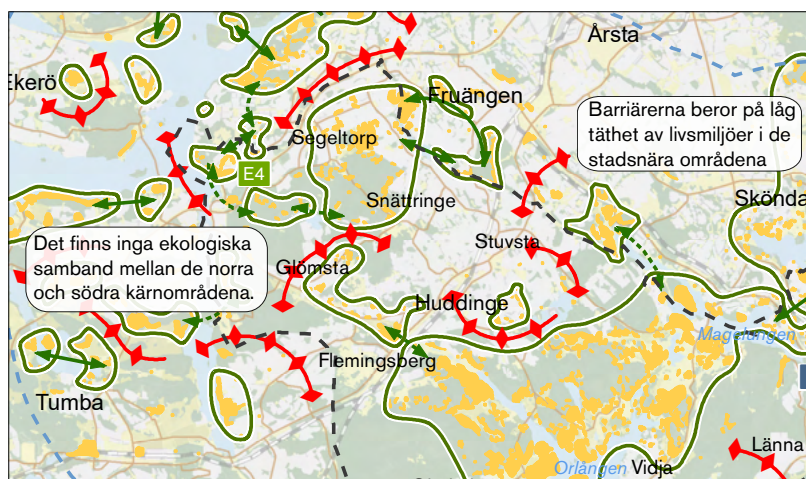 Årsta
Ekerö
Fruängen
Barriärerna beror på låg
täthet av livsmiljöer i de
stadsnära områdena
Segeltorp
E4
Snättringe
Skönda
Det finns inga ekologiska
samband mellan de norra
och södra kärnområdena.
Stuvsta
Glömsta
Huddinge
Magelungen
Flemingsberg
Tumba
Länna
Orlången
Vidja